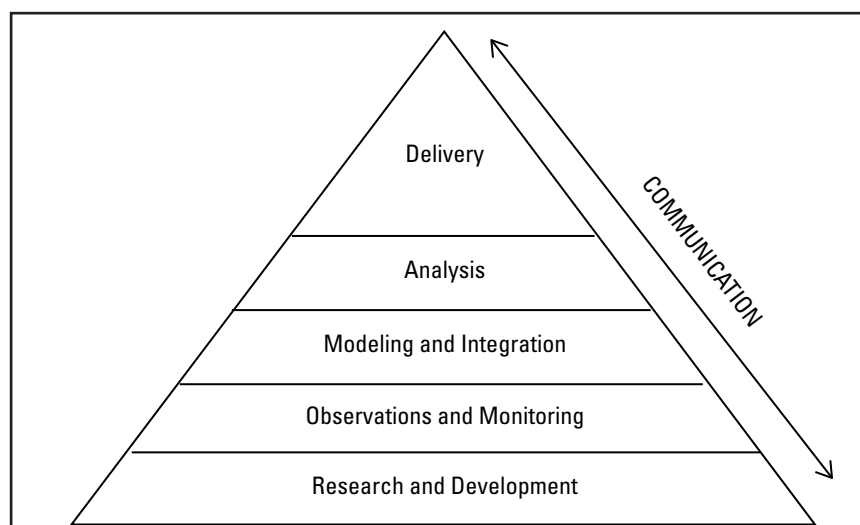 Delivery
Analysis
Modeling and Integration
Observations and Monitoring
Research and Development
COMMUNICATION